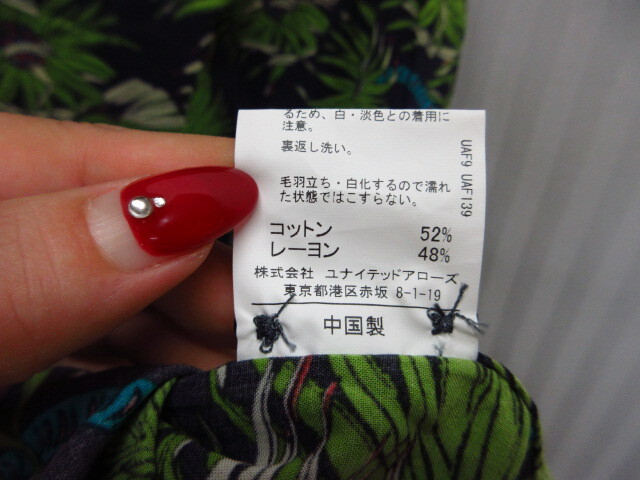 るため、白・淡色との着用に
注意。
裏返し洗い。
毛羽立ち・白化するので濡れ
た状態ではこすらない。
コットン 52%
レーヨン 48%
株式会社 ユナイテッドアローズ
東京都港区赤坂 8-1-19
中国製
UAF9 UAF139